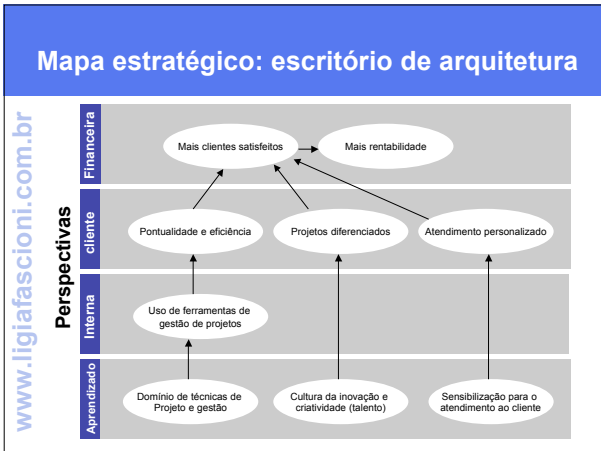 Mapa estratégico: escritório de arquitetura
www.ligiafascioni.com.br
Perspectivas
Financeira
Mais clientes satisfeitos
Mais rentabilidade
cliente
Pontualidade e eficiência
Projetos diferenciados
Atendimento personalizado
Interna
Uso de ferramentas de
gestão de projetos
Aprendizado
Domínio de técnicas de
Projeto e gestão
Cultura da inovação e
criatividade (talento)
Sensibilização para o
atendimento ao cliente